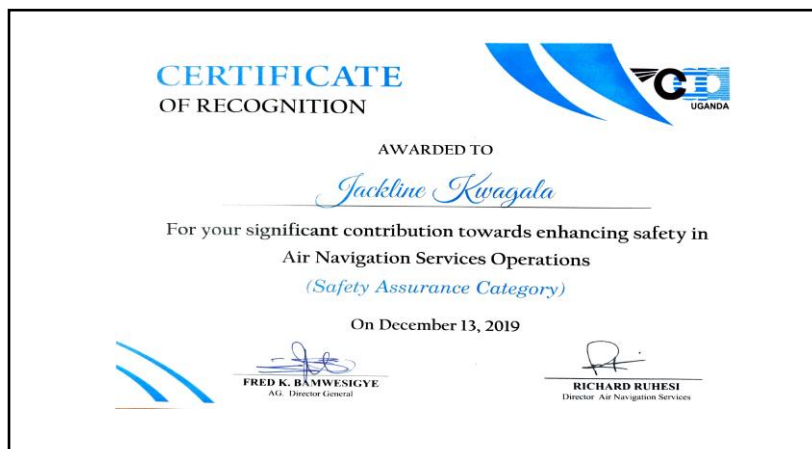 CERTIFICATE
OF RECOGNITION
UGANDA
AWARDED TO
Jackline Kwagala
For your significant contribution towards enhancing safety in
Air Navigation Services Operations
(Safety Assurance Category)
On December 13, 2019
FRED K. BAMWESIGYE
AG. Director General
RICHARD RUHESI
Director Air Navigation Services